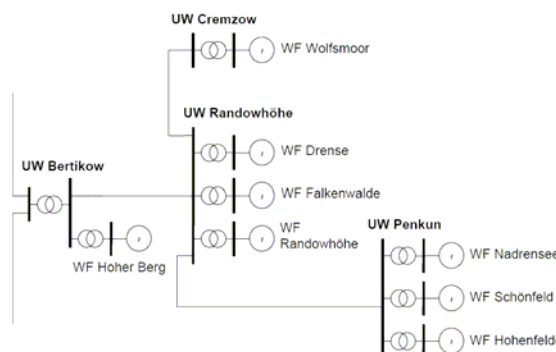 UW Cremzow
WF Wolfsmoor
UW Randowhöhe
WF Drense
UW Bertikow
WF Falkenwalde
WF
Randowhöhe
UW Penkun
WF Hoher Berg
WF Nadrensee
WF Schönfeld
WF Hohenfelde